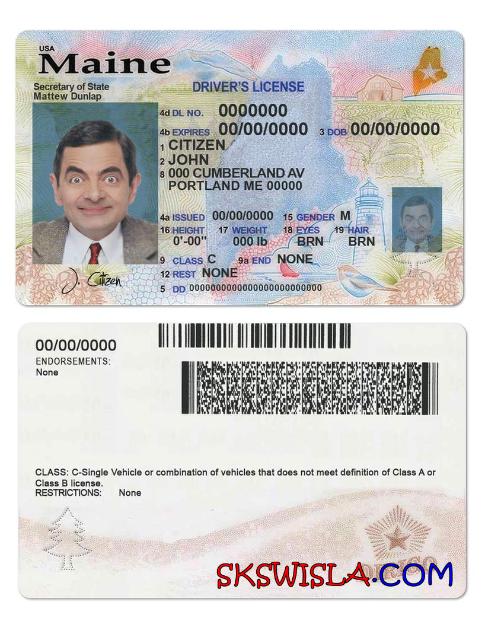 USA
Maine
Secretary of State
Mattew Dunlap
DRIVER'S LICENSE
4d DL NO. 0000000
4b EXPIRES 00/00/0000 3 DOB 00/00/0000
1 CITIZEN
2 JOHN
8 000 CUMBERLAND AV
PORTLAND ME 00000
4a ISSUED 00/00/0000 15 GENDER M
16 HEIGHT 17 WEIGHT 18 EYES 19 HAIR
0'-00" 000 lb BRN BRN
9 CLASS C 9a END NONE
12 REST NONE
J. Citizen
5 DD 0000000000000000000000000
00/00/0000
ENDORSEMENTS:
None
CLASS: C-Single Vehicle or combination of vehicles that does not meet definition of Class A or
Class B license.
RESTRICTIONS: None
SKSWISLA.COM